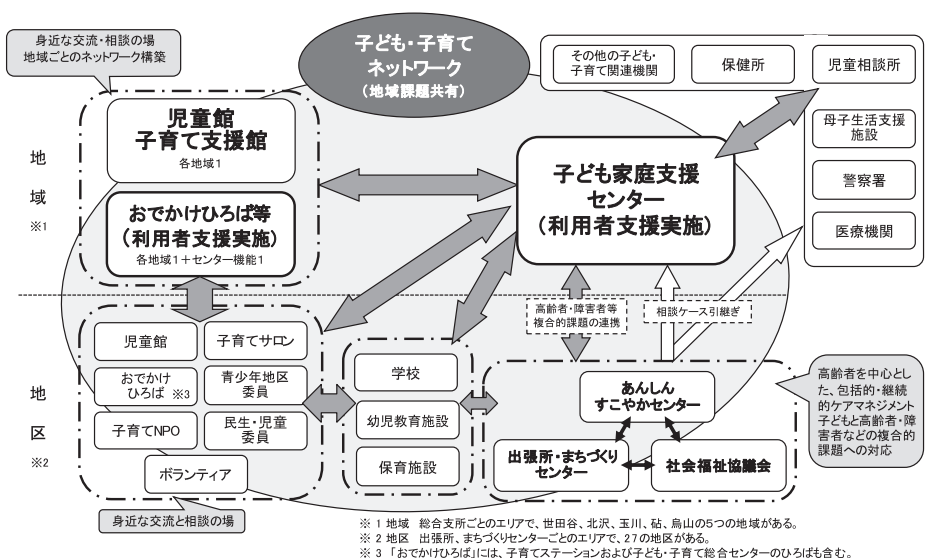 身近な交流・相談の場
地域ごとのネットワーク構築
子ども・子育て
ネットワーク
(地域課題共有)
その他の子ども・
子育て関連機関
保健所
児童相談所
母子生活支援
施設
警察署
医療機関
地域
※1
児童館
子育て支援館
各地域1
おでかけひろば等
(利用者支援実施)
各地域1+センター機能1
子ども家庭支援
センター
(利用者支援実施)
高齢者・障害者等
複合的課題の連携
相談ケース引継ぎ
地区
※2
児童館
子育てサロン
おでかけ
ひろば ※3
青少年地区
委員
子育てNPO
民生・児童
委員
ボランティア
身近な交流と相談の場
学校
幼児教育施設
保育施設
あんしん
すこやかセンター
出張所・まちづくり
センター
社会福祉協議会
高齢者を中心とし
た、包括的・継続
的ケアマネジメント
子どもと高齢者・障
害者などの複合的
課題への対応
※1 地域 総合支所ごとのエリアで、世田谷、北沢、玉川、砧、烏山の5つの地域がある。
※2 地区 出張所、まちづくりセンターごとのエリアで、27の地区がある。
※3 「おでかけひろば」には、子育てステーションおよび子ども・子育て総合センターのひろばも含む。